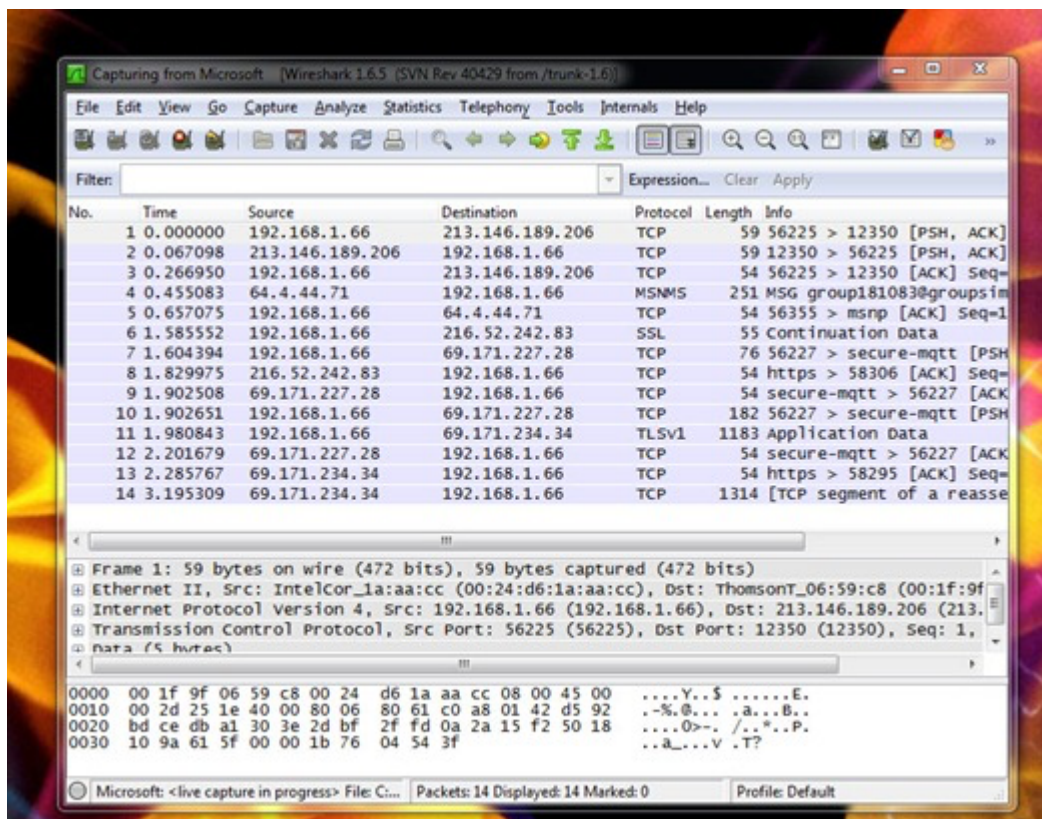 Capturing from Microsoft [Wireshark 1.6.5 (SVN Rev 40429 from /trunk-1.6)]
File Edit View Go Capture Analyze Statistics Telephony Tools Internals Help
Filter: Expression... Clear Apply
No. Time Source Destination Protocol Length Info
1 0.000000 192.168.1.66 213.146.189.206 TCP 59 56225 > 12350 [PSH, ACK]
2 0.067098 213.146.189.206 192.168.1.66 TCP 59 12350 > 56225 [PSH, ACK]
3 0.266950 192.168.1.66 213.146.189.206 TCP 54 56225 > 12350 [ACK] Seq=
4 0.455083 64.4.44.71 192.168.1.66 MSNMS 251 MSG group181083@groupsim
5 0.657075 192.168.1.66 64.4.44.71 TCP 54 56355 > msnp [ACK] Seq=1
6 1.585552 192.168.1.66 216.52.242.83 SSL 55 Continuation Data
7 1.604394 192.168.1.66 69.171.227.28 TCP 76 56227 > secure-mqtt [PSH
8 1.829975 216.52.242.83 192.168.1.66 TCP 54 https > 58306 [ACK] Seq=
9 1.902508 69.171.227.28 192.168.1.66 TCP 54 secure-mqtt > 56227 [ACK
10 1.902651 192.168.1.66 69.171.227.28 TCP 182 56227 > secure-mqtt [PSH
11 1.980843 192.168.1.66 69.171.234.34 TLSv1 1183 Application Data
12 2.201679 69.171.227.28 192.168.1.66 TCP 54 secure-mqtt > 56227 [ACK
13 2.285767 69.171.234.34 192.168.1.66 TCP 54 https > 58295 [ACK] Seq=
14 3.195309 69.171.234.34 192.168.1.66 TCP 1314 [TCP segment of a reasse
Frame 1: 59 bytes on wire (472 bits), 59 bytes captured (472 bits)
Ethernet II, Src: IntelCor_1a:aa:cc (00:24:d6:1a:aa:cc), Dst: ThomsonT_06:59:c8 (00:1f:9f
Internet Protocol Version 4, Src: 192.168.1.66 (192.168.1.66), Dst: 213.146.189.206 (213.
Transmission Control Protocol, Src Port: 56225 (56225), Dst Port: 12350 (12350), Seq: 1,
Data (5 bytes)
0000 00 1f 9f 06 59 c8 00 24 d6 1a aa cc 08 00 45 00 ....Y..$ ......E.
0010 00 2d 25 1e 40 00 80 06 80 61 c0 a8 01 42 d5 92 .-%.@... .a...B..
0020 bd ce db a1 30 3e 2d bf 2f fd 0a 2a 15 f2 50 18 ....0>-. /..*..P.
0030 10 9a 61 5f 00 00 1b 76 04 54 3f ..a_...v .T?
Microsoft: <live capture in progress> File: C:... Packets: 14 Displayed: 14 Marked: 0 Profile: Default